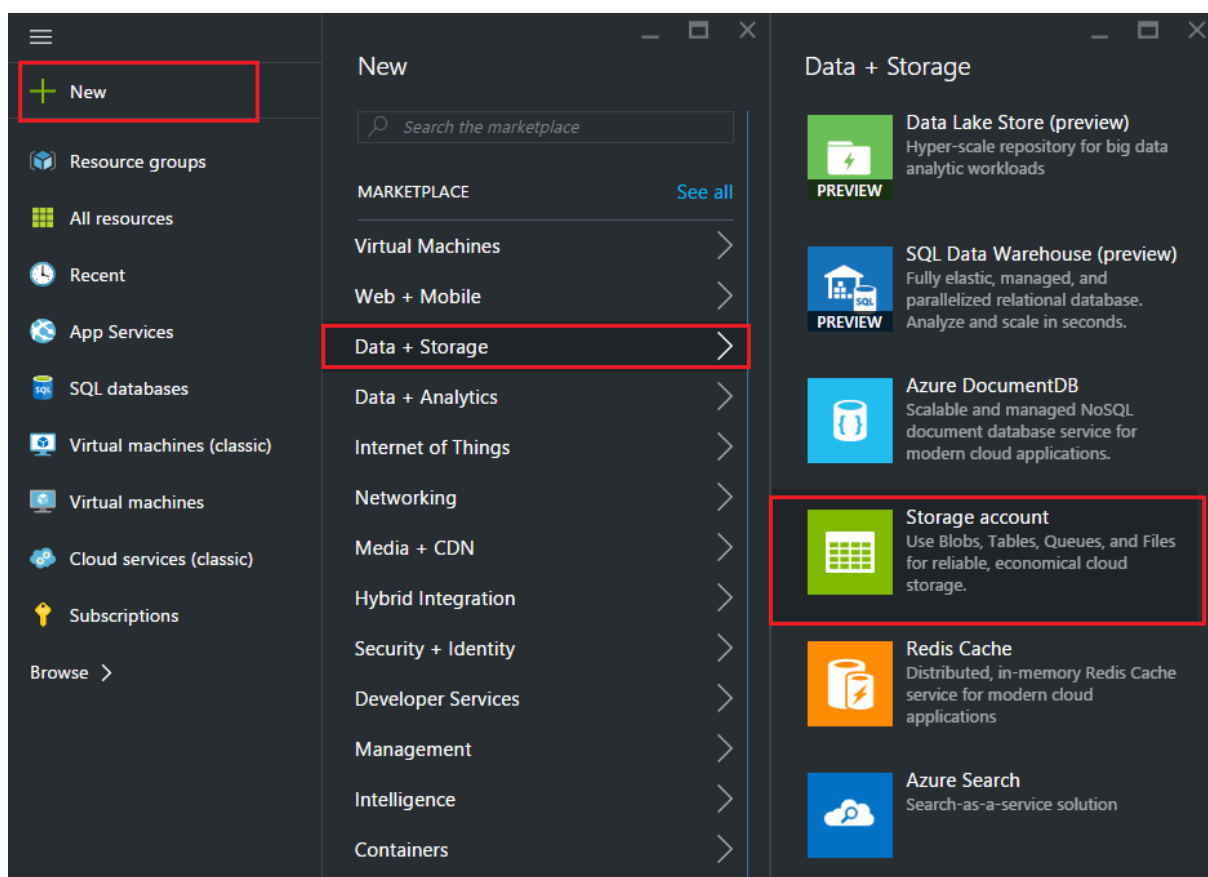 New
Resource groups
All resources
Recent
App Services
SQL
SQL databases
Virtual machines (classic)
Virtual machines
Cloud services (classic)
Subscriptions
Browse
New
Search the marketplace
MARKETPLACE
See all
Virtual Machines
Web + Mobile
Data + Storage
Data + Analytics
Internet of Things
Networking
Media + CDN
Hybrid Integration
Security + Identity
Developer Services
Management
Intelligence
Containers
Data + Storage
PREVIEW
Data Lake Store (preview)
Hyper-scale repository for big data
analytic workloads
SQL
PREVIEW
SQL Data Warehouse (preview)
Fully elastic, managed, and
parallelized relational database.
Analyze and scale in seconds.
Azure DocumentDB
Scalable and managed NoSQL
document database service for
modern cloud applications.
Storage account
Use Blobs, Tables, Queues, and Files
for reliable, economical cloud
storage.
Redis Cache
Distributed, in-memory Redis Cache
service for modern cloud
applications
Azure Search
Search-as-a-service solution